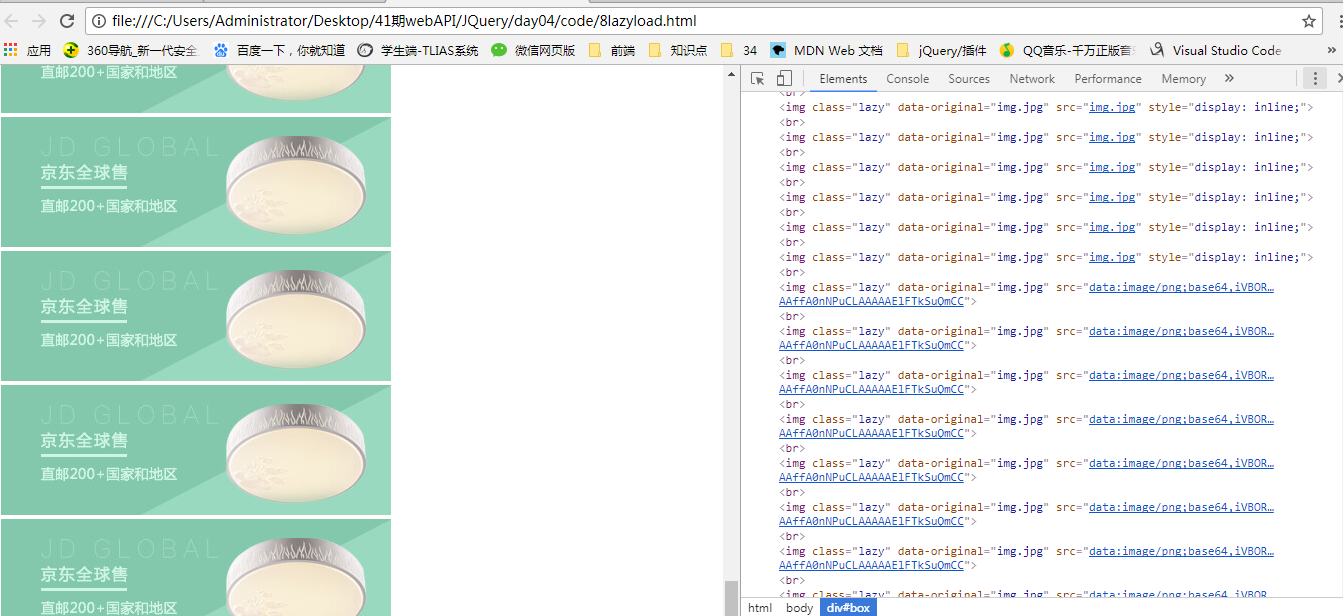 file:///C:/Users/Administrator/Desktop/41期webAPI/JQuery/day04/code/8lazyload.html
应用 360导航_新一代安全 百度一下，你就知道 学生端-TLIAS系统 微信网页版 前端 知识点 34 MDN Web 文档 jQuery/插件 QQ音乐-千万正版音 Visual Studio Code »
直邮200+国家和地区
JD GLOBAL
京东全球售
直邮200+国家和地区
JD GLOBAL
京东全球售
直邮200+国家和地区
JD GLOBAL
京东全球售
直邮200+国家和地区
JD GLOBAL
京东全球售
直邮200+国家和地区
Elements Console Sources Network Performance Memory »
<br>
<img class="lazy" data-original="img.jpg" src="img.jpg" style="display: inline;">
<br>
<img class="lazy" data-original="img.jpg" src="img.jpg" style="display: inline;">
<br>
<img class="lazy" data-original="img.jpg" src="img.jpg" style="display: inline;">
<br>
<img class="lazy" data-original="img.jpg" src="img.jpg" style="display: inline;">
<br>
<img class="lazy" data-original="img.jpg" src="img.jpg" style="display: inline;">
<br>
<img class="lazy" data-original="img.jpg" src="img.jpg" style="display: inline;">
<br>
<img class="lazy" data-original="img.jpg" src="data:image/png;base64,iVBOR…
AAffA0nNPuCLAAAAAElFTkSuQmCC">
<br>
<img class="lazy" data-original="img.jpg" src="data:image/png;base64,iVBOR…
AAffA0nNPuCLAAAAAElFTkSuQmCC">
<br>
<img class="lazy" data-original="img.jpg" src="data:image/png;base64,iVBOR…
AAffA0nNPuCLAAAAAElFTkSuQmCC">
<br>
<img class="lazy" data-original="img.jpg" src="data:image/png;base64,iVBOR…
AAffA0nNPuCLAAAAAElFTkSuQmCC">
<br>
<img class="lazy" data-original="img.jpg" src="data:image/png;base64,iVBOR…
AAffA0nNPuCLAAAAAElFTkSuQmCC">
<br>
<img class="lazy" data-original="img.jpg" src="data:image/png;base64,iVBOR…
AAffA0nNPuCLAAAAAElFTkSuQmCC">
<br>
<img class="lazy" data-original="img.jpg" src="data:image/png;base64,iVBOR…
AAffA0nNPuCLAAAAAElFTkSuQmCC">
<br>
<img class="lazy" data-original="img.jpg" src="data:image/png;base64,iVBOR…
html body div#box